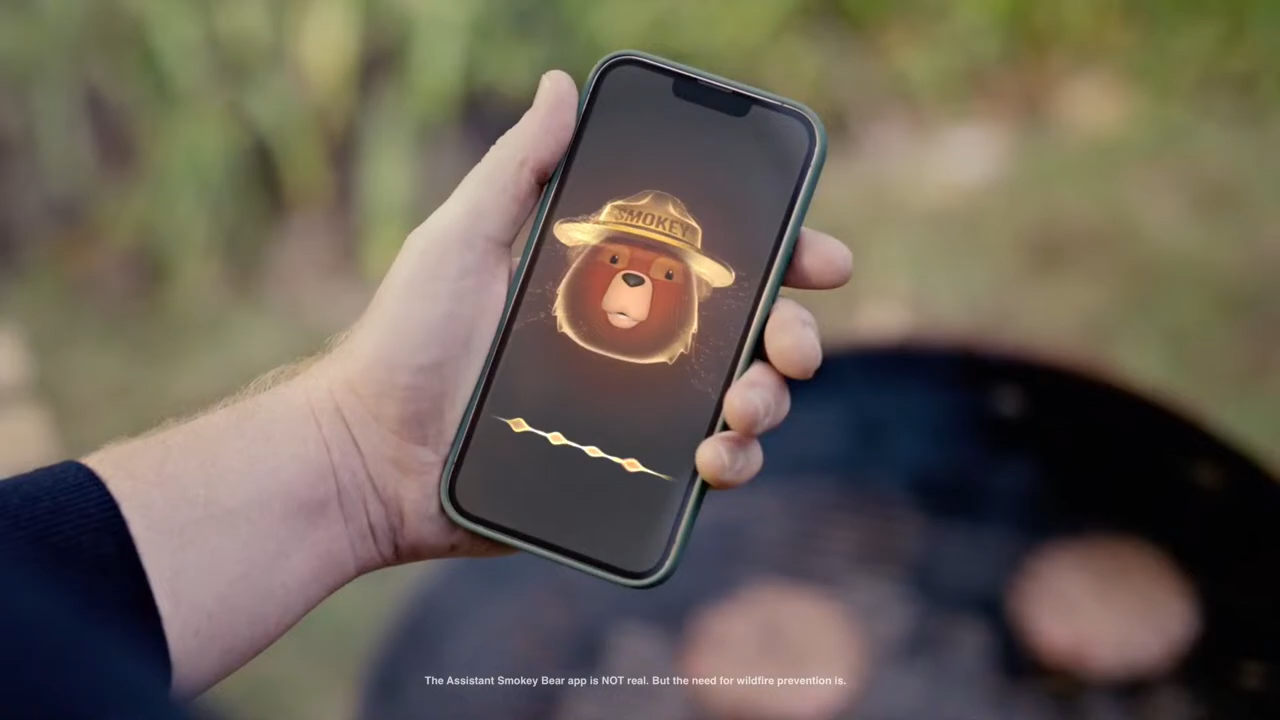 SMOKEY
The Assistant Smokey Bear app is NOT real. But the need for wildfire prevention is.